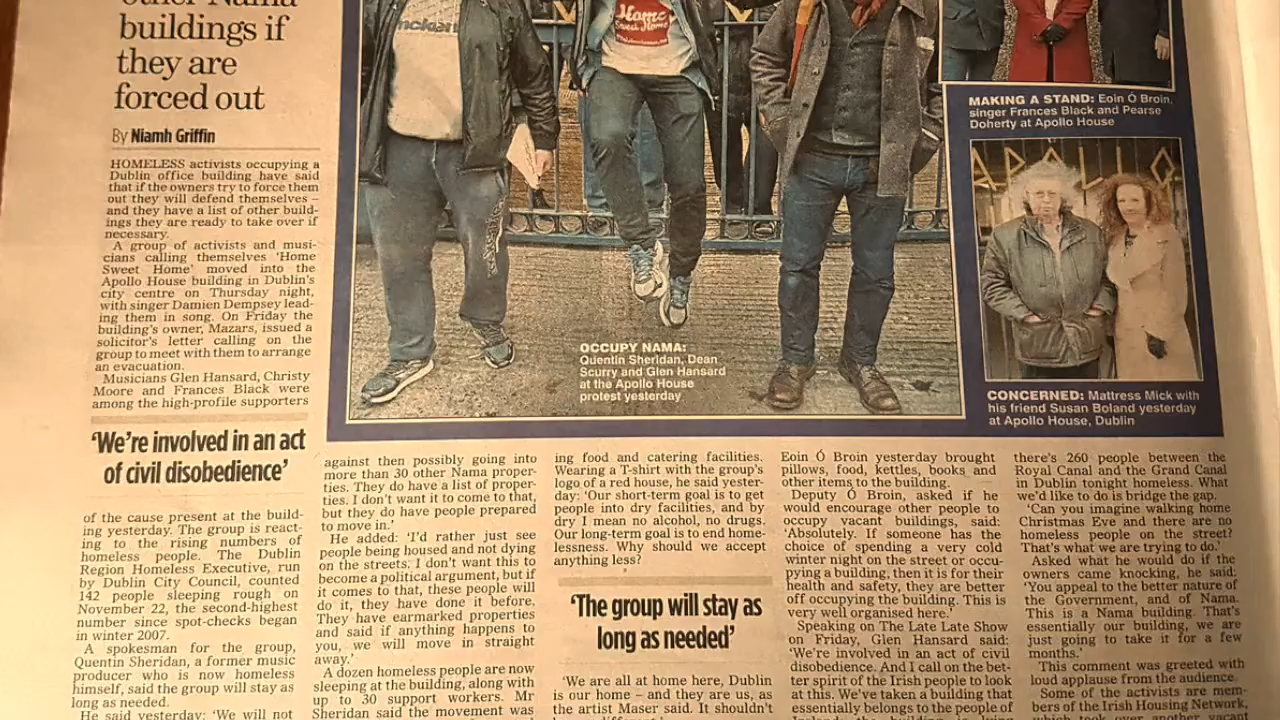 other Nama
buildings if
they are
forced out
By Niamh Griffin
HOMELESS activists occupying a
Dublin office building have said
that if the owners try to force them
out they will defend themselves –
and they have a list of other build-
ings they are ready to take over if
necessary.
A group of activists and musi-
cians calling themselves ‘Home
Sweet Home’ moved into the
Apollo House building in Dublin’s
city centre on Thursday night,
with singer Damien Dempsey lead-
ing them in song. On Friday the
building’s owner, Mazars, issued a
solicitor’s letter calling on the
group to meet with them to arrange
an evacuation.
Musicians Glen Hansard, Christy
Moore and Frances Black were
among the high-profile supporters
‘We’re involved in an act
of civil disobedience’
of the cause present at the build-
ing yesterday. The group is react-
ing to the rising numbers of
homeless people. The Dublin
Region Homeless Executive, run
by Dublin City Council, counted
142 people sleeping rough on
November 22, the second-highest
number since spot-checks began
in winter 2007.
A spokesman for the group,
Quentin Sheridan, a former music
producer who is now homeless
himself, said the group will stay as
long as needed.
He said yesterday: ‘We will not
Home
Sweet Home
OCCUPY NAMA:
Quentin Sheridan, Dean
Scurry and Glen Hansard
at the Apollo House
protest yesterday
MAKING A STAND: Eoin Ó Broin,
singer Frances Black and Pearse
Doherty at Apollo House
APOLLO
CONCERNED: Mattress Mick with
his friend Susan Boland yesterday
at Apollo House, Dublin
against then possibly going into
more than 30 other Nama proper-
ties. They do have a list of proper-
ties. I don’t want it to come to that,
but they do have people prepared
to move in.’
He added: ‘I’d rather just see
people being housed and not dying
on the streets. I don’t want this to
become a political argument, but if
it comes to that, these people will
do it, they have done it before,
They have earmarked properties
and said if anything happens to
you, we will move in straight
away.’
A dozen homeless people are now
sleeping at the building, along with
up to 30 support workers. Mr
Sheridan said the movement was
ing food and catering facilities.
Wearing a T-shirt with the group’s
logo of a red house, he said yester-
day: ‘Our short-term goal is to get
people into dry facilities, and by
dry I mean no alcohol, no drugs.
Our long-term goal is to end home-
lessness. Why should we accept
anything less?
‘The group will stay as
long as needed’
‘We are all at home here, Dublin
is our home – and they are us, as
the artist Maser said. It shouldn’t
Eoin Ó Broin yesterday brought
pillows, food, kettles, books and
other items to the building.
Deputy Ó Broin, asked if he
would encourage other people to
occupy vacant buildings, said:
‘Absolutely. If someone has the
choice of spending a very cold
winter night on the street or occu-
pying a building, then it is for their
health and safety, they are better
off occupying the building. This is
very well organised here.’
Speaking on The Late Late Show
on Friday, Glen Hansard said:
‘We’re involved in an act of civil
disobedience. And I call on the bet-
ter spirit of the Irish people to look
at this. We’ve taken a building that
essentially belongs to the people of
there’s 260 people between the
Royal Canal and the Grand Canal
in Dublin tonight homeless. What
we’d like to do is bridge the gap.
‘Can you imagine walking home
Christmas Eve and there are no
homeless people on the street?
That’s what we are trying to do.’
Asked what he would do if the
owners came knocking, he said:
‘You appeal to the better nature of
the Government, and of Nama.
This is a Nama building. That’s
essentially our building, we are
just going to take it for a few
months.’
This comment was greeted with
loud applause from the audience.
Some of the activists are mem-
bers of the Irish Housing Network,